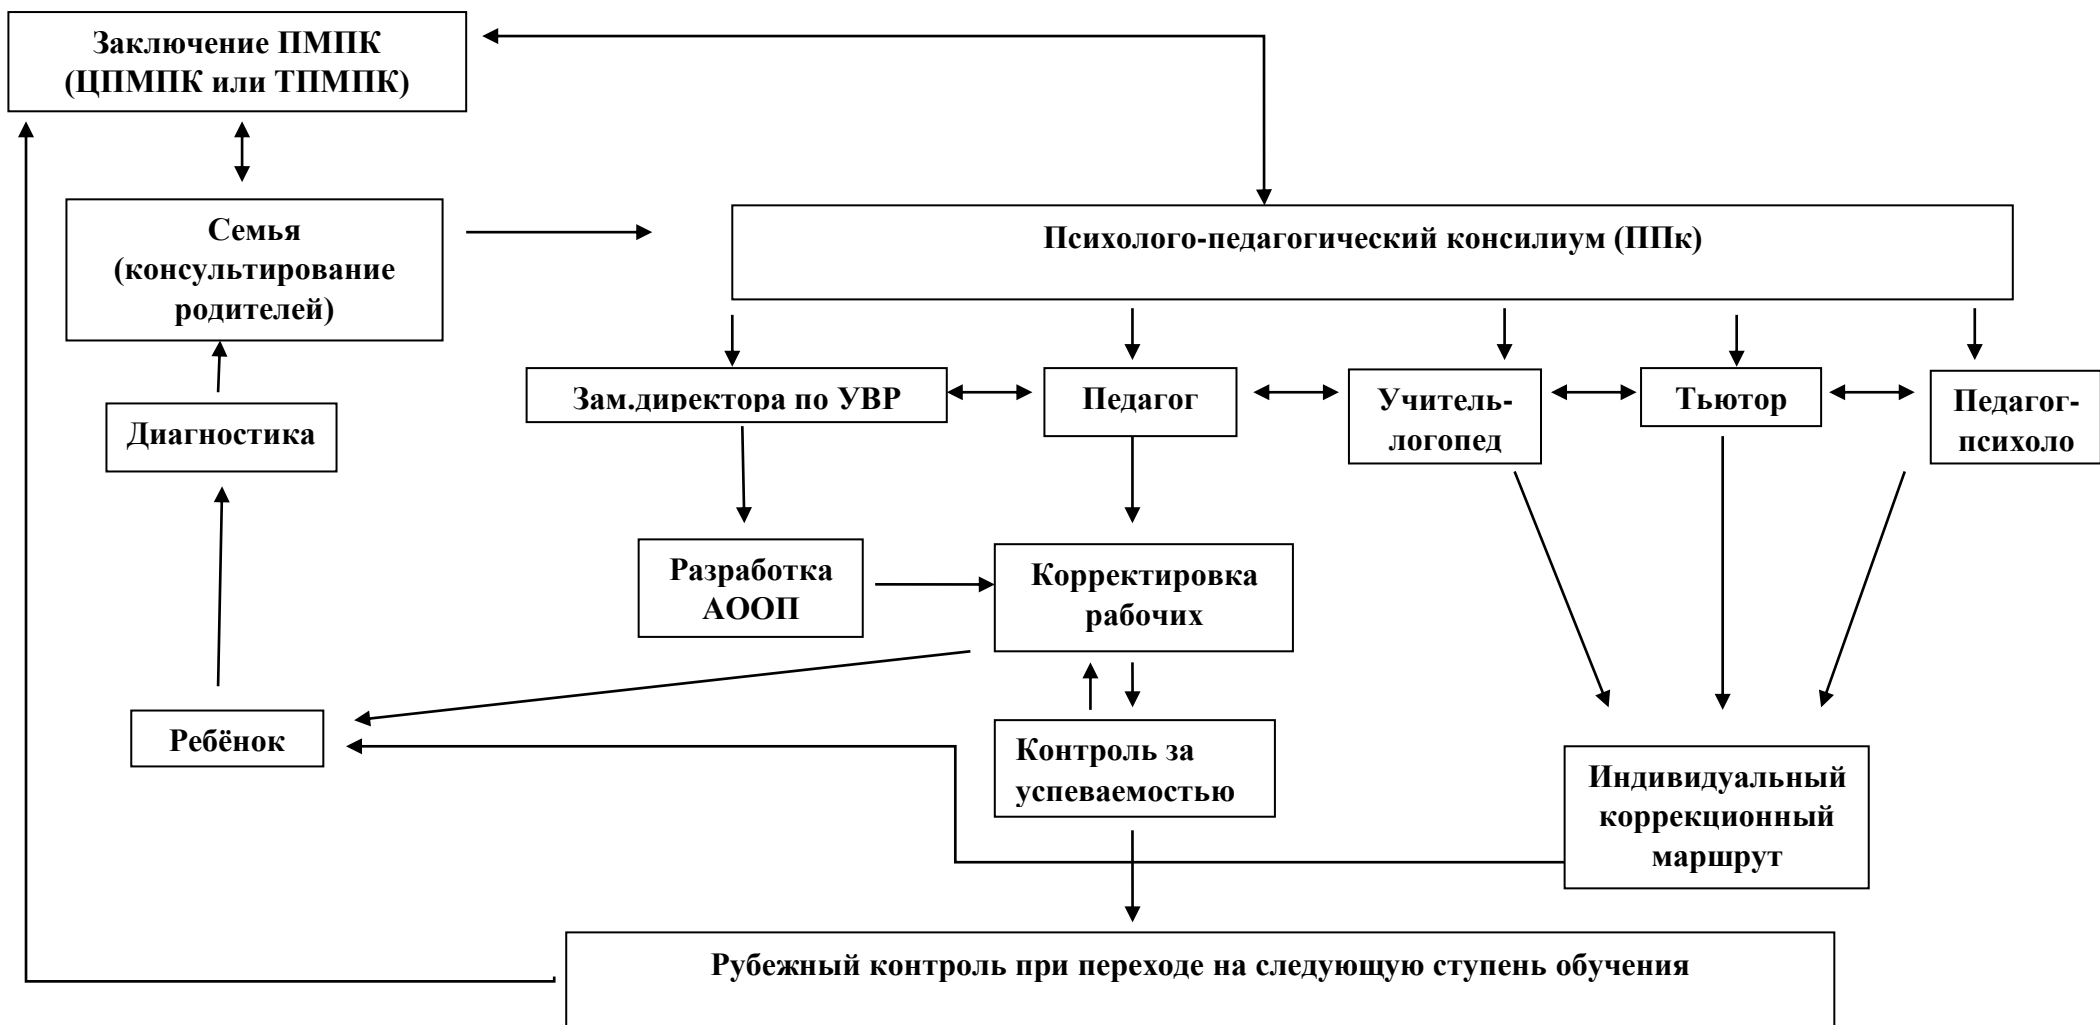 Заключение ПМПК
(ЦПМПК или ТПМПК)
Семья
(консультирование
родителей)
Психолого-педагогический консилиум (ППк)
Зам.директора по УВР
Педагог
Учитель-
логопед
Тьютор
Педагог-
психоло
Диагностика
Разработка
АООП
Корректировка
рабочих
Ребёнок
Контроль за
успеваемостью
Индивидуальный
коррекционный
маршрут
Рубежный контроль при переходе на следующую ступень обучения